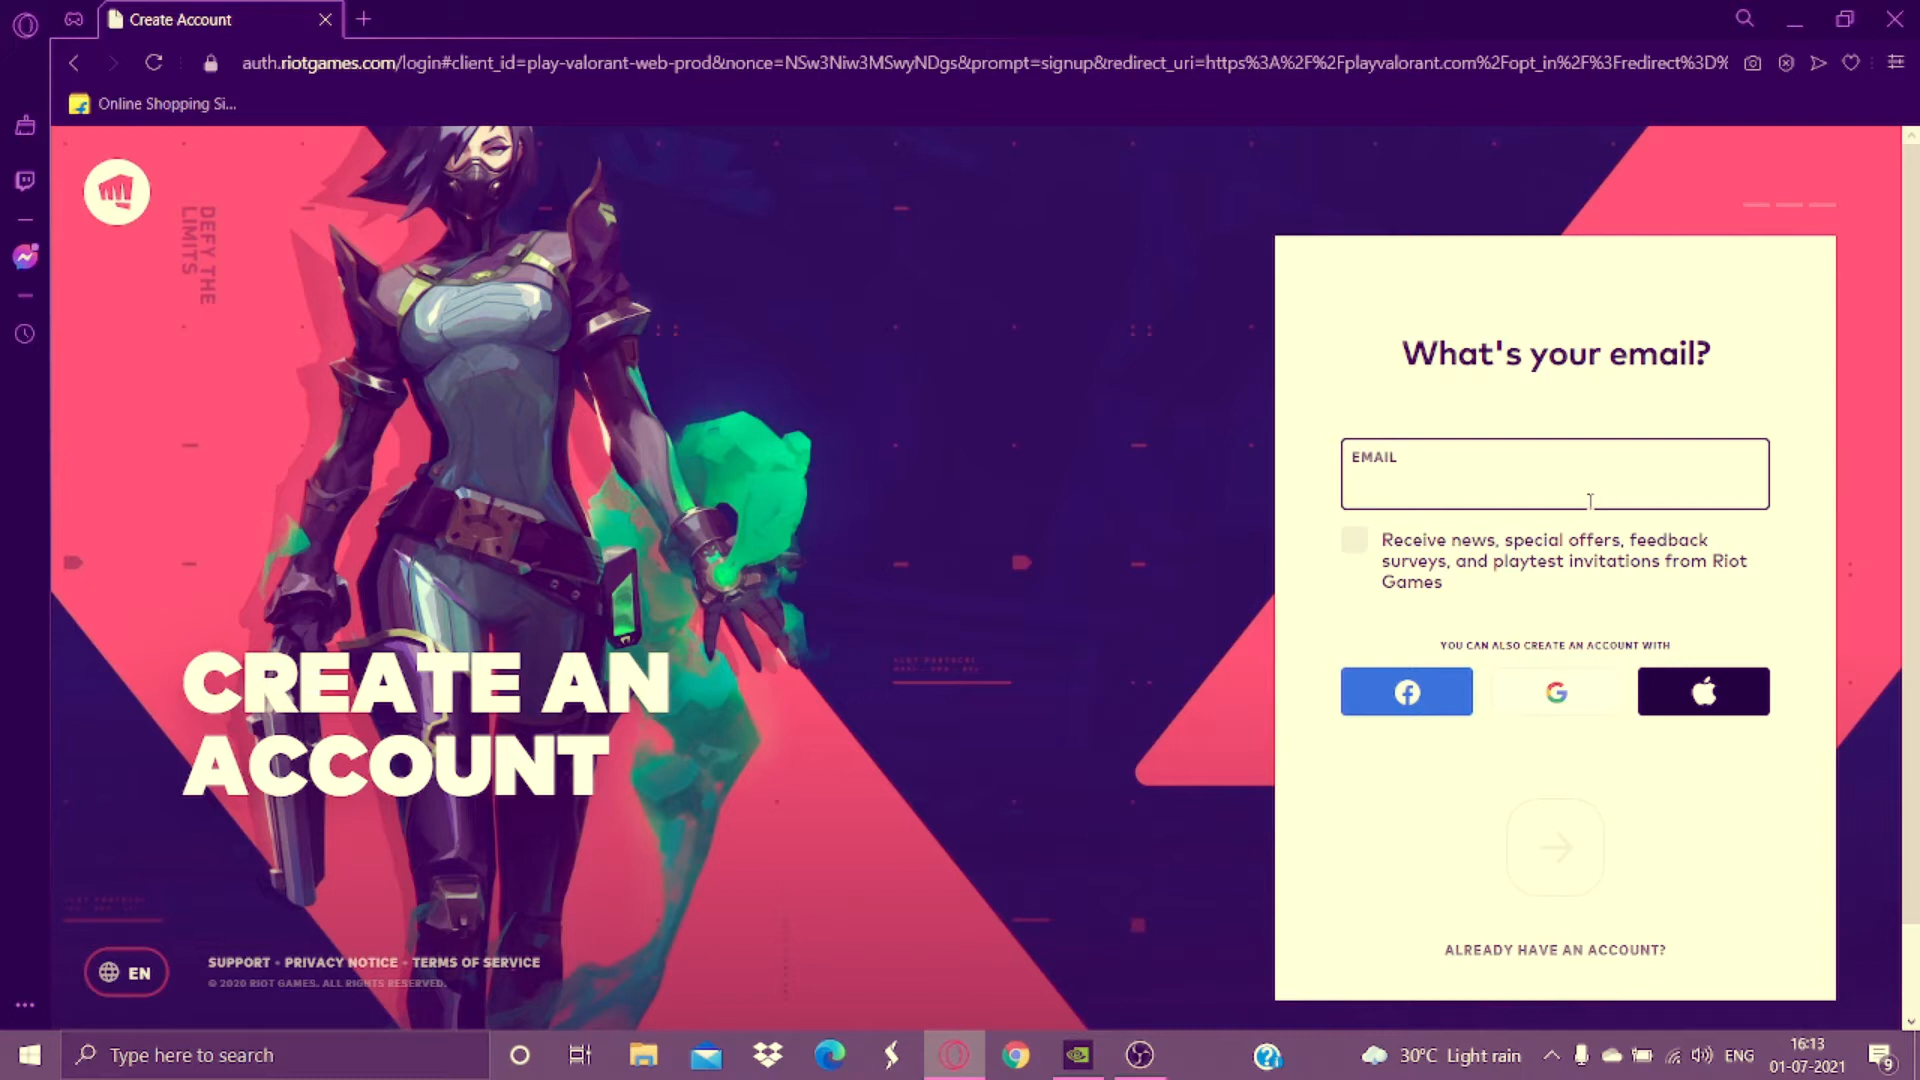 Create Account
auth.riotgames.com/login#client_id=play-valorant-web-prod&nonce=NSw3Niw3MSwyNDgs&prompt=signup&redirect_uri=https%3A%2F%2Fplayvalorant.com%2Fopt_in%2F%3Fredirect%3D%
Online Shopping Si...
DEFY THE
LIMITS
What's your email?
EMAIL
Receive news, special offers, feedback
surveys, and playtest invitations from Riot
Games
YOU CAN ALSO CREATE AN ACCOUNT WITH
CREATE AN
ACCOUNT
ALREADY HAVE AN ACCOUNT?
EN
SUPPORT • PRIVACY NOTICE • TERMS OF SERVICE
© 2020 RIOT GAMES. ALL RIGHTS RESERVED.
Type here to search
30°C Light rain
ENG
16:13
01-07-2021
9